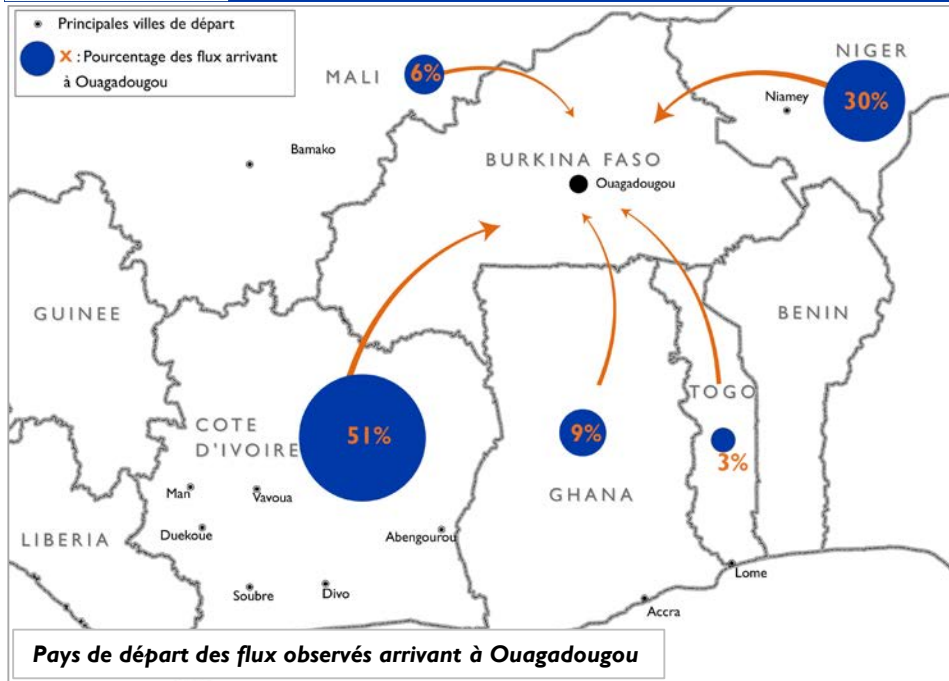 Principales villes de départ
X : Pourcentage des flux arrivant
à Ouagadougou
MALI
6%
NIGER
30%
Niamey
Bamako
BURKINA FASO
Ouagadougou
GUINEE
BENIN
TOGO
COTE
D'IVOIRE
51%
9%
3%
GHANA
Man
Vavoua
LIBERIA
Duekoue
Abengourou
Soubre
Divo
Lome
Accra
Pays de départ des flux observés arrivant à Ouagadougou